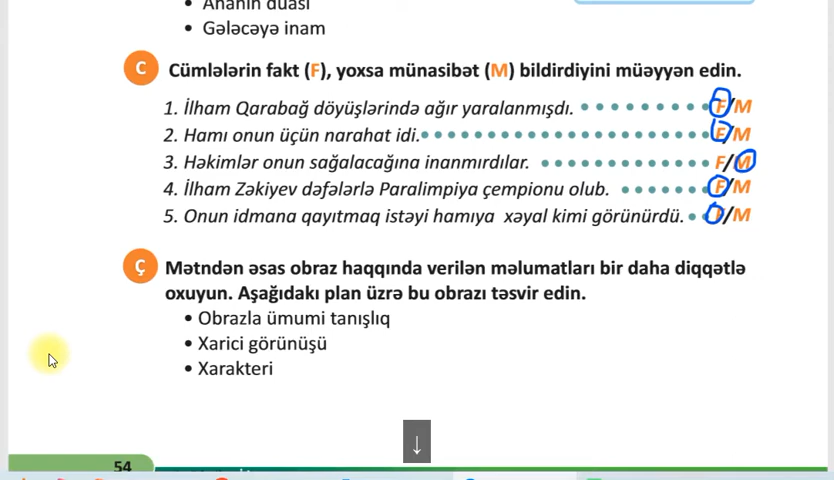 • Ananın duası
• Gələcəyə inam
C Cümlələrin fakt (F), yoxsa münasibət (M) bildirdiyini müəyyən edin.
1. İlham Qarabağ döyüşlərində ağır yaralanmışdı. F/M
2. Hamı onun üçün narahat idi. F/M
3. Həkimlər onun sağalacağına inanmırdılar. F/M
4. İlham Zəkiyev dəfələrlə Paralimpiya çempionu olub. F/M
5. Onun idmana qayıtmaq istəyi hamıya xəyal kimi görünürdü. F/M
Ç Mətndən əsas obraz haqqında verilən məlumatları bir daha diqqətlə
oxuyun. Aşağıdakı plan üzrə bu obrazı təsvir edin.
• Obrazla ümumi tanışlıq
• Xarici görünüşü
• Xarakteri
54